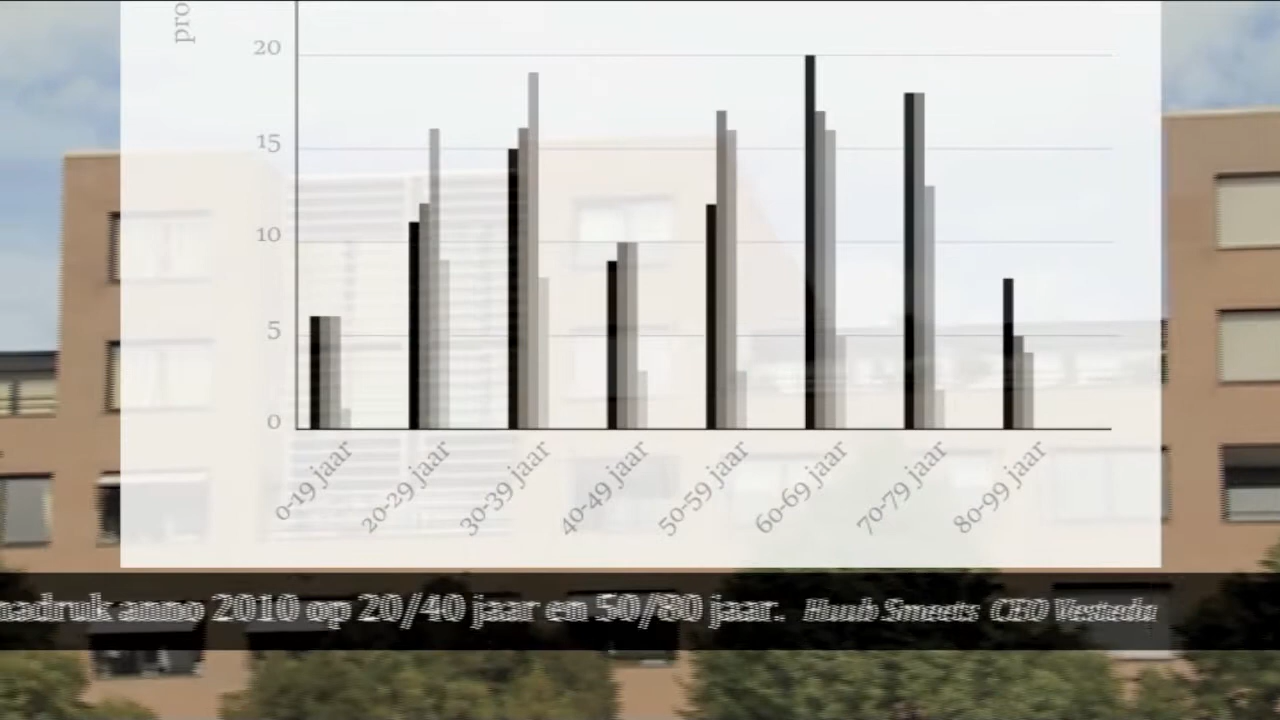 pro
20
15
10
5
0
0-19 jaar
20-29 jaar
30-39 jaar
40-49 jaar
50-59 jaar
60-69 jaar
70-79 jaar
80-99 jaar
nadruk anno 2010 op 20/40 jaar en 50/80 jaar. Huub Smeets CEO Vesteda